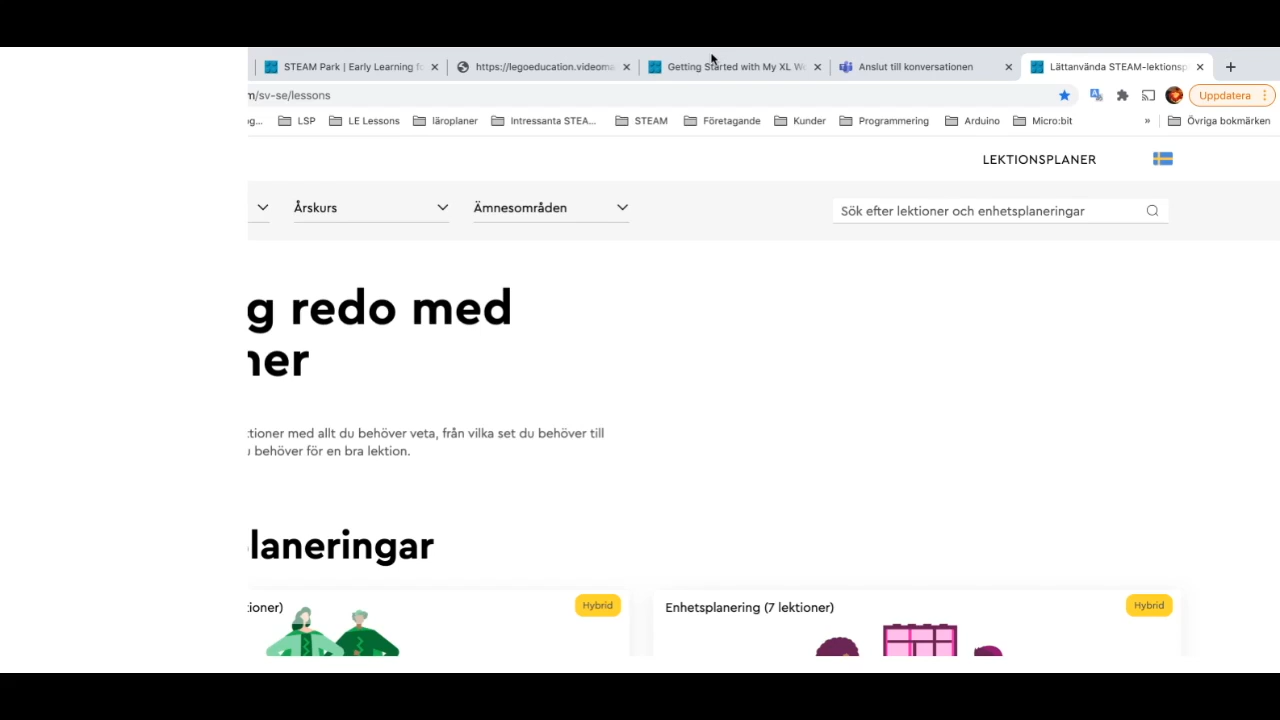 STEAM Park | Early Learning fo
https://legoeducation.videoma
Getting Started with My XL Wo
Anslut till konversationen
Lättanvända STEAM-lektionsp
m/sv-se/lessons
Uppdatera
g...
LSP
LE Lessons
läroplaner
Intressanta STEA...
STEAM
Företagande
Kunder
Programmering
Arduino
Micro:bit
»
Övriga bokmärken
LEKTIONSPLANER
Årskurs
Ämnesområden
Sök efter lektioner och enhetsplaneringar
g redo med
ner
tioner med allt du behöver veta, från vilka set du behöver till
u behöver för en bra lektion.
laneringar
tioner)
Hybrid
Enhetsplanering (7 lektioner)
Hybrid